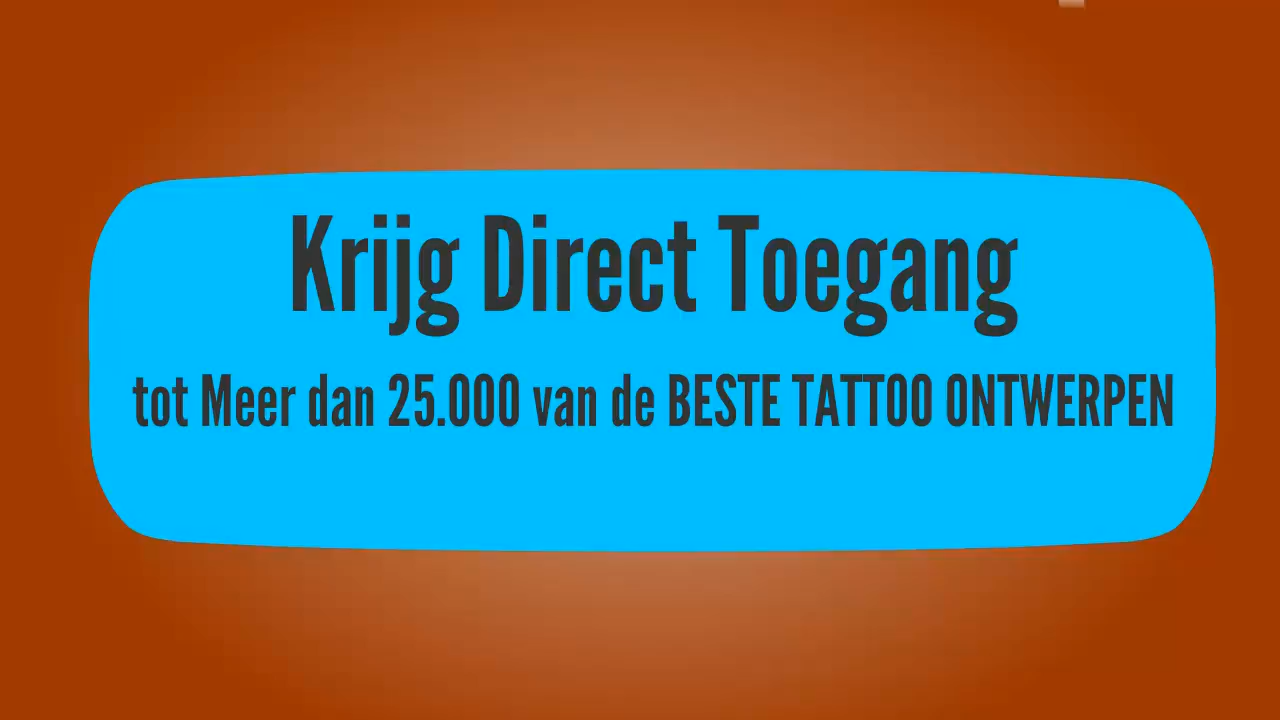 Krijg Direct Toegang
tot Meer dan 25.000 van de BESTE TATTOO ONTWERPEN